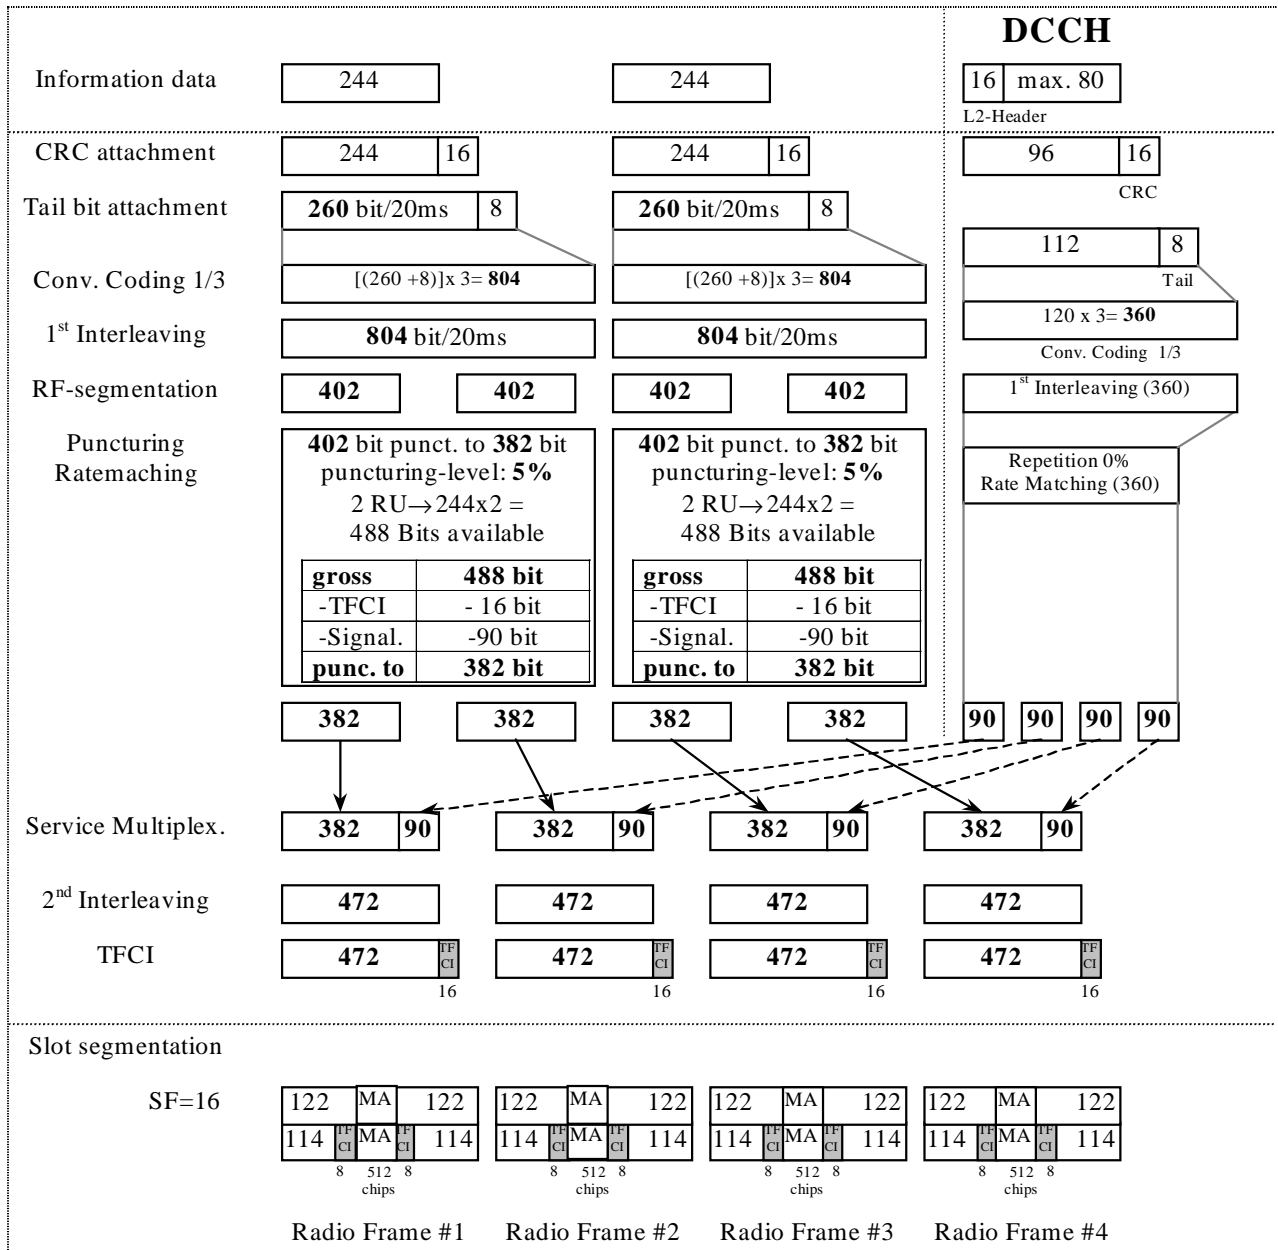 DCCH
Information data 244 244 16 max. 80
L2-Header
CRC attachment 244 16 244 16 96 16
CRC
Tail bit attachment 260 bit/20ms 8 260 bit/20ms 8
112 8
Tail
Conv. Coding 1/3 [(260 +8)]x 3= 804 [(260 +8)]x 3= 804
120 x 3= 360
Conv. Coding 1/3
1st Interleaving 804 bit/20ms 804 bit/20ms
RF-segmentation 402 402 402 402 1st Interleaving (360)
Puncturing
Ratemaching
402 bit punct. to 382 bit
puncturing-level: 5%
2 RU→244x2 =
488 Bits available
gross 488 bit
-TFCI - 16 bit
-Signal. -90 bit
punc. to 382 bit
402 bit punct. to 382 bit
puncturing-level: 5%
2 RU→244x2 =
488 Bits available
gross 488 bit
-TFCI - 16 bit
-Signal. -90 bit
punc. to 382 bit
Repetition 0%
Rate Matching (360)
382 382 382 382 90 90 90 90
Service Multiplex. 382 90 382 90 382 90 382 90
2nd Interleaving 472 472 472 472
TFCI 472 TF CI 472 TF CI 472 TF CI 472 TF CI
16 16 16 16
Slot segmentation
SF=16 122 MA 122 122 MA 122 122 MA 122 122 MA 122
114 TF CI MA TF CI 114 114 TF CI MA TF CI 114 114 TF CI MA TF CI 114 114 TF CI MA TF CI 114
8 512 8 8 512 8 8 512 8 8 512 8
chips chips chips chips
Radio Frame #1 Radio Frame #2 Radio Frame #3 Radio Frame #4